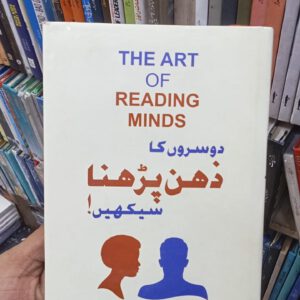 THE ART
OF
READING
MINDS
دوسروں کا
ذہن پڑھنا
سیکھیں!